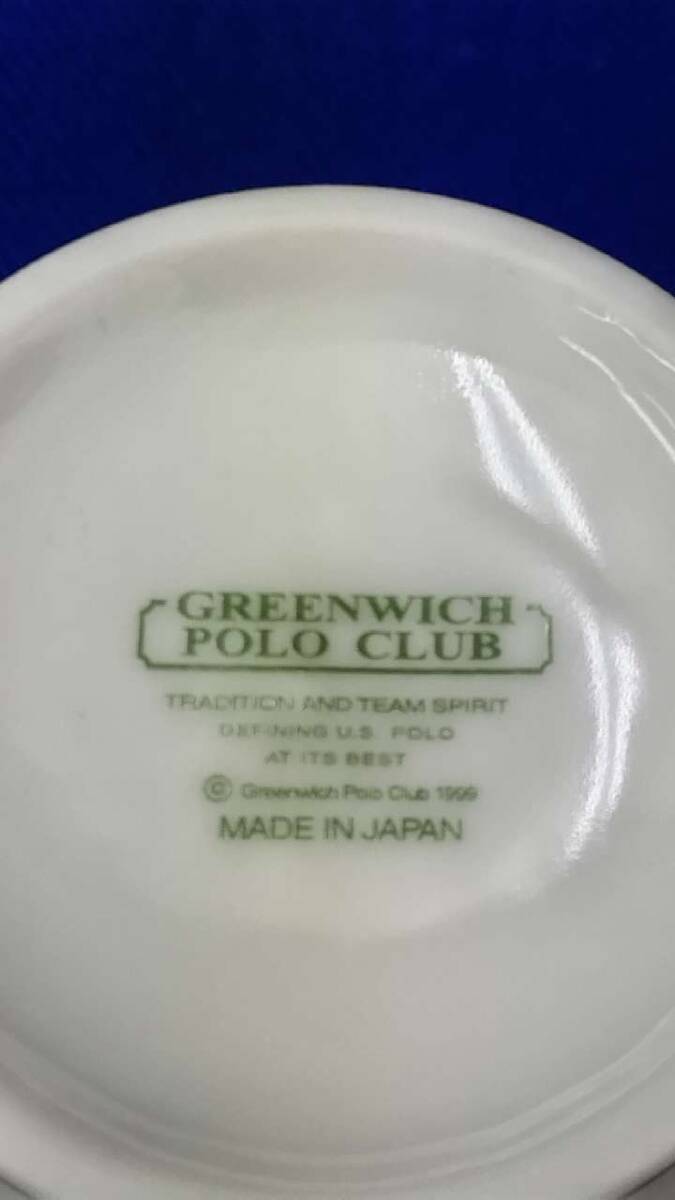 GREENWICH
POLO CLUB
TRADITION AND TEAM SPIRIT
DEFINING U.S. POLO
AT ITS BEST
© Greenwich Polo Club 1999
MADE IN JAPAN